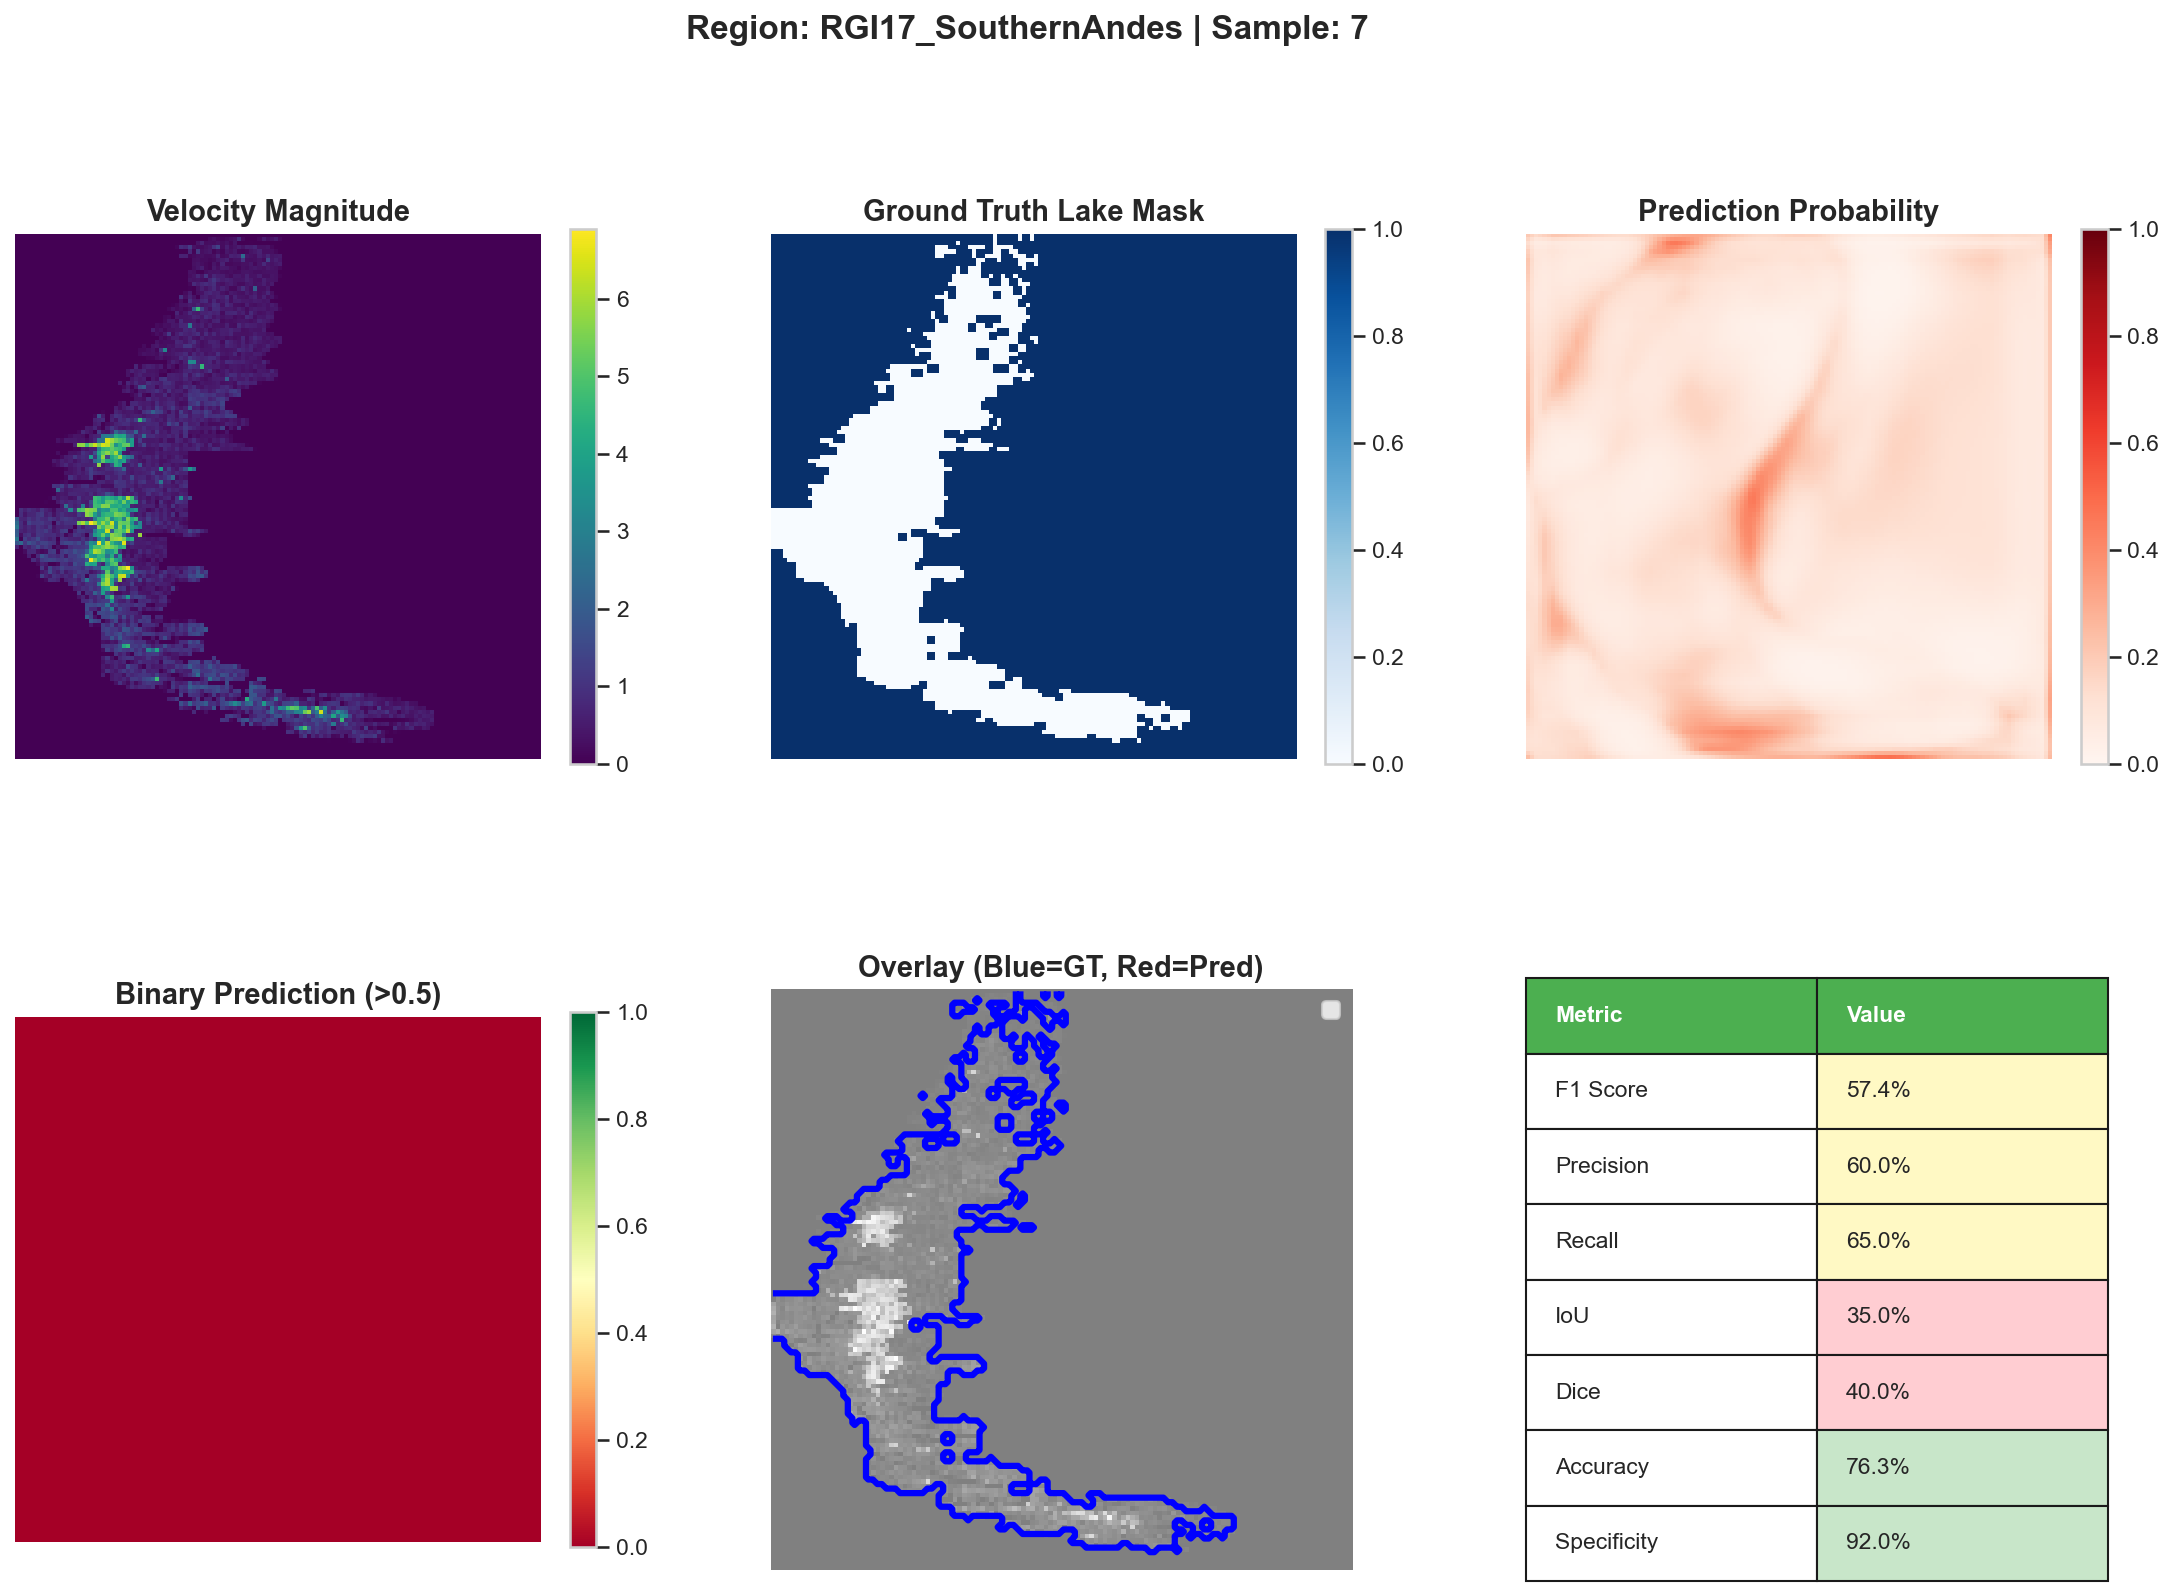 Region: RGI17_SouthernAndes | Sample: 7
Velocity Magnitude
6
5
4
3
2
1
0
Ground Truth Lake Mask
1.0
0.8
0.6
0.4
0.2
0.0
Prediction Probability
1.0
0.8
0.6
0.4
0.2
0.0
Binary Prediction (>0.5)
1.0
0.8
0.6
0.4
0.2
0.0
Overlay (Blue=GT, Red=Pred)
Metric Value
F1 Score 57.4%
Precision 60.0%
Recall 65.0%
IoU 35.0%
Dice 40.0%
Accuracy 76.3%
Specificity 92.0%